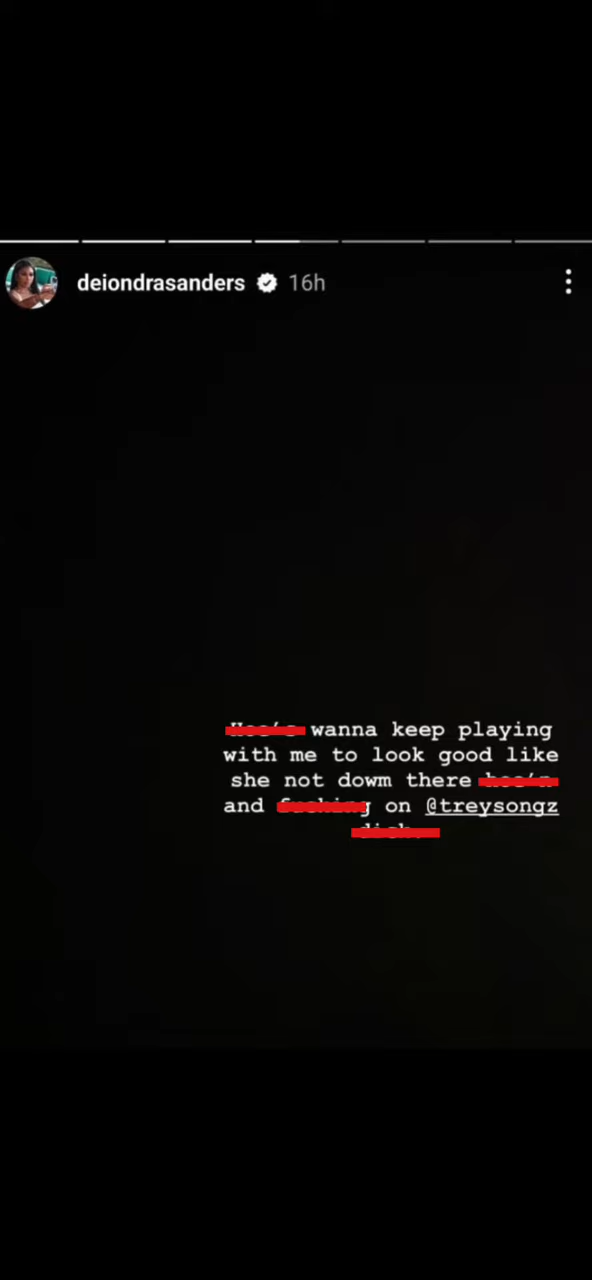 deiondrasanders 16h
wanna keep playing
with me to look good like
she not dowm there
and on @treysongz